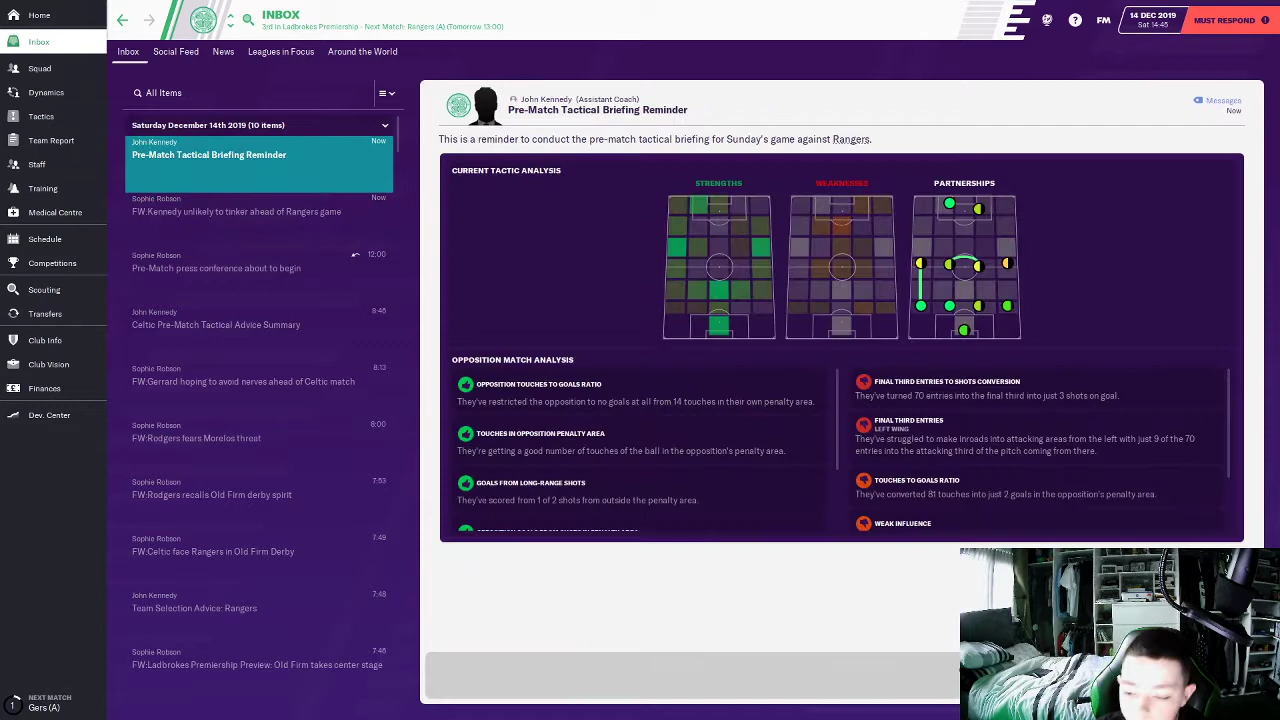 INBOX
3rd in Ladbrokes Premiership - Next Match: Rangers (A) (Tomorrow 13:00)
?
FM
14 DEC 2019
Sat 14:45
MUST RESPOND
Inbox
Squad
Dynamics
Tactics
Team Report
Staff
Training
Medical Centre
Schedule
Competitions
Scouting
Transfers
Club Info
Club Vision
Finances
Dev. Center
1
NEXT MATCH
Gers (A)
Inbox Social Feed News Leagues in Focus Around the World
All Items
Saturday December 14th 2019 (10 items)
John Kennedy Now
Pre-Match Tactical Briefing Reminder
Sophie Robson Now
FW:Kennedy unlikely to tinker ahead of Rangers game
Sophie Robson 12:00
Pre-Match press conference about to begin
John Kennedy 8:46
Celtic Pre-Match Tactical Advice Summary
Sophie Robson 8:13
FW:Gerrard hoping to avoid nerves ahead of Celtic match
Sophie Robson 8:00
FW:Rodgers fears Morelos threat
Sophie Robson 7:53
FW:Rodgers recalls Old Firm derby spirit
Sophie Robson 7:49
FW:Celtic face Rangers in Old Firm Derby
John Kennedy 7:48
Team Selection Advice: Rangers
Sophie Robson 7:46
FW:Ladbrokes Premiership Preview: Old Firm takes center stage
John Kennedy (Assistant Coach)
Pre-Match Tactical Briefing Reminder
Messages
Now
This is a reminder to conduct the pre-match tactical briefing for Sunday's game against Rangers.
CURRENT TACTIC ANALYSIS
STRENGTHS WEAKNESSES PARTNERSHIPS
OPPOSITION MATCH ANALYSIS
OPPOSITION TOUCHES TO GOALS RATIO
They've restricted the opposition to no goals at all from 14 touches in their own penalty area.
TOUCHES IN OPPOSITION PENALTY AREA
They're getting a good number of touches of the ball in the opposition's penalty area.
GOALS FROM LONG-RANGE SHOTS
They've scored from 1 of 2 shots from outside the penalty area.
FINAL THIRD ENTRIES TO SHOTS CONVERSION
They've turned 70 entries into the final third into just 3 shots on goal.
FINAL THIRD ENTRIES
LEFT WING
They've struggled to make inroads into attacking areas from the left with just 9 of the 70
entries into the attacking third of the pitch coming from there.
TOUCHES TO GOALS RATIO
They've converted 81 touches into just 2 goals in the opposition's penalty area.
WEAK INFLUENCE